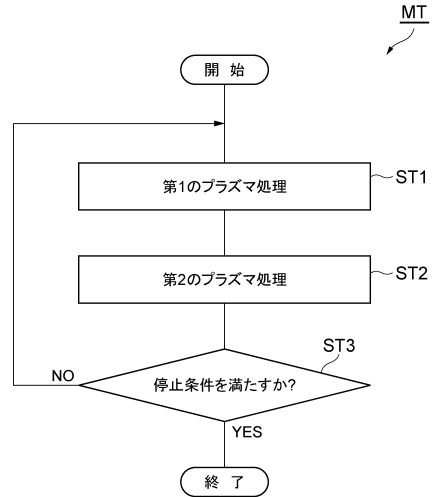 MT
開 始
第1のプラズマ処理
ST1
第2のプラズマ処理
ST2
ST3
停止条件を満たすか?
NO
YES
終 了